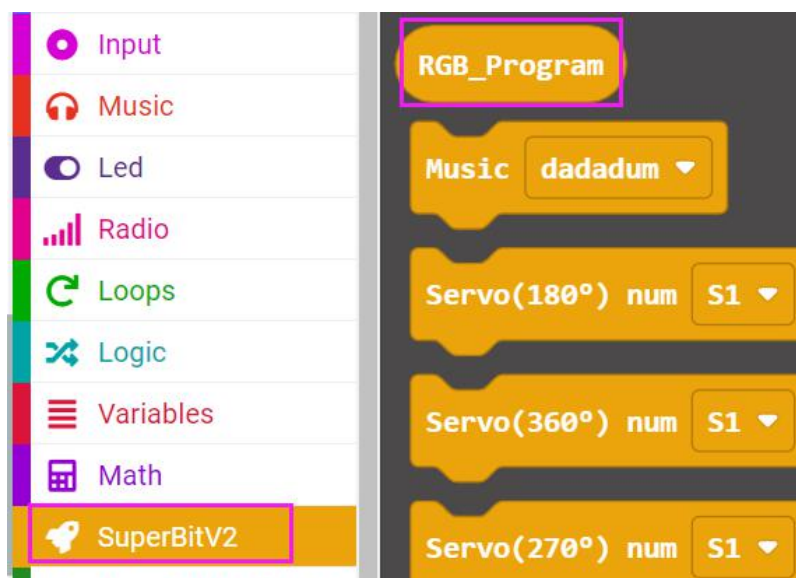 Input
Music
Led
Radio
Loops
Logic
Variables
Math
SuperBitV2
RGB_Program
Music dadadum
Servo(180°) num S1
Servo(360°) num S1
Servo(270°) num S1